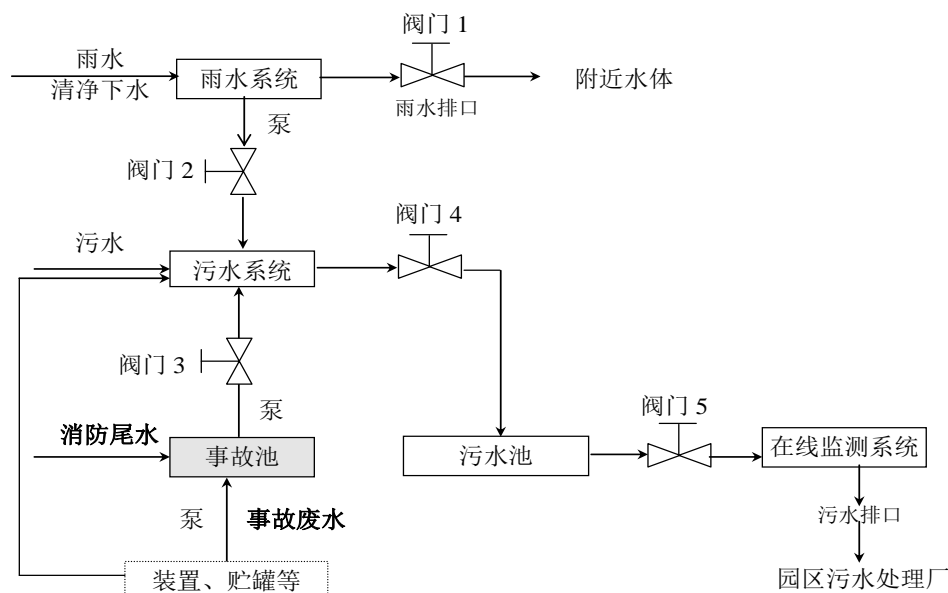 阀门 1
雨水
清净下水
雨水系统
附近水体
雨水排口
泵
阀门 2
阀门 4
污水
污水系统
阀门 3
泵
阀门 5
消防尾水
事故池
污水池
在线监测系统
泵
事故废水
污水排口
装置、贮罐等
园区污水处理厂